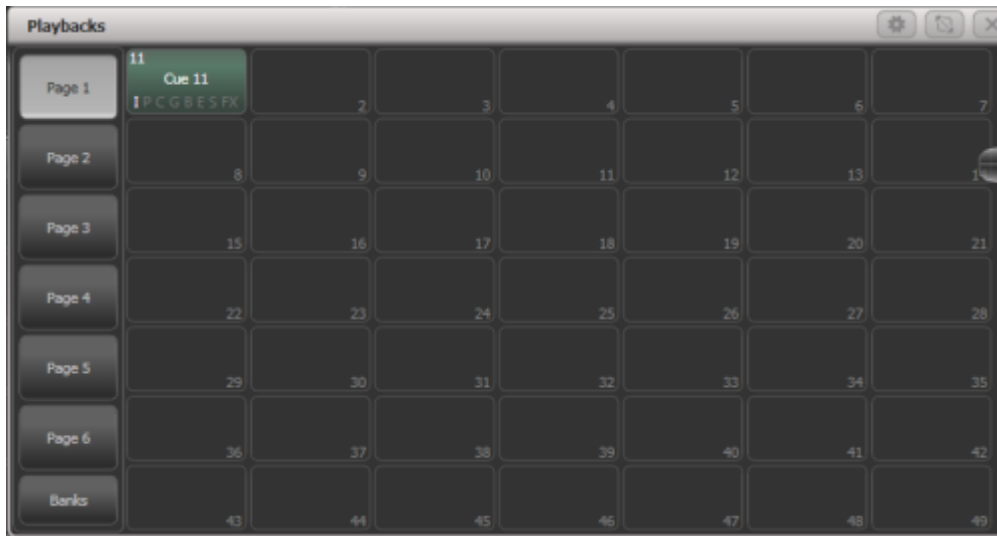 Playbacks
Page 1
11
Cue 11
I P C G B E S FX
2 3 4 5 6 7
Page 2
8 9 10 11 12 13
Page 3
15 16 17 18 19 20 21
Page 4
22 23 24 25 26 27 28
Page 5
29 30 31 32 33 34 35
Page 6
36 37 38 39 40 41 42
Banks
43 44 45 46 47 48 49